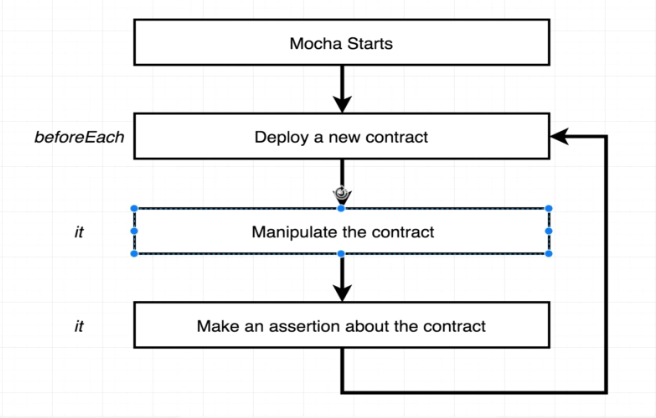 Mocha Starts
beforeEach
Deploy a new contract
it
Manipulate the contract
it
Make an assertion about the contract